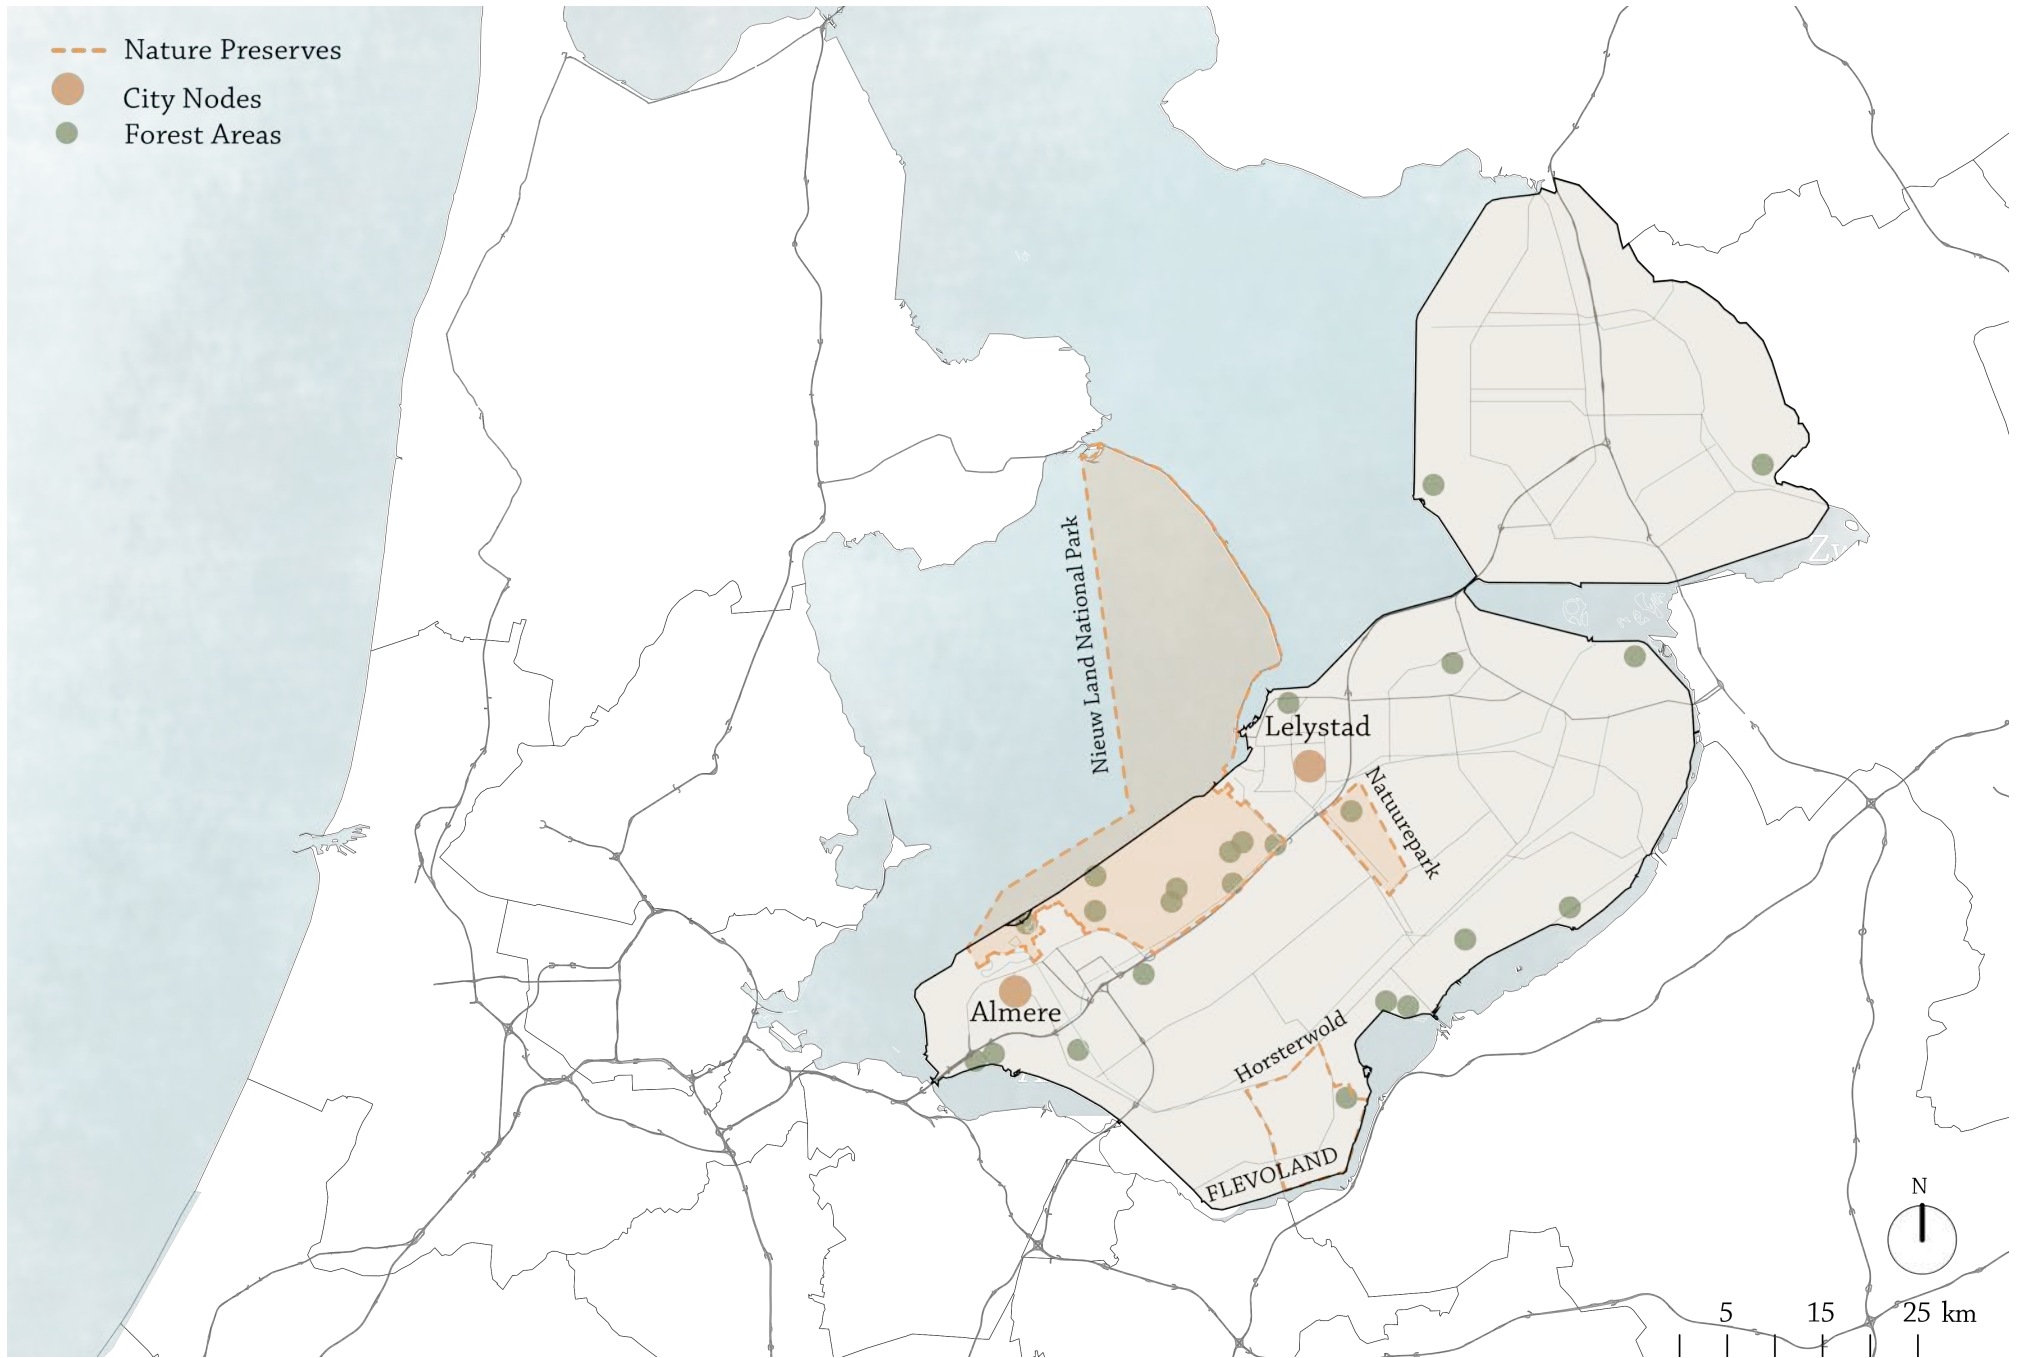 Nature Preserves
City Nodes
Forest Areas
Nieuw Land National Park
Lelystad
Natuurepark
Almere
Horsterwold
FLEVOLAND
N
5 15 25 km